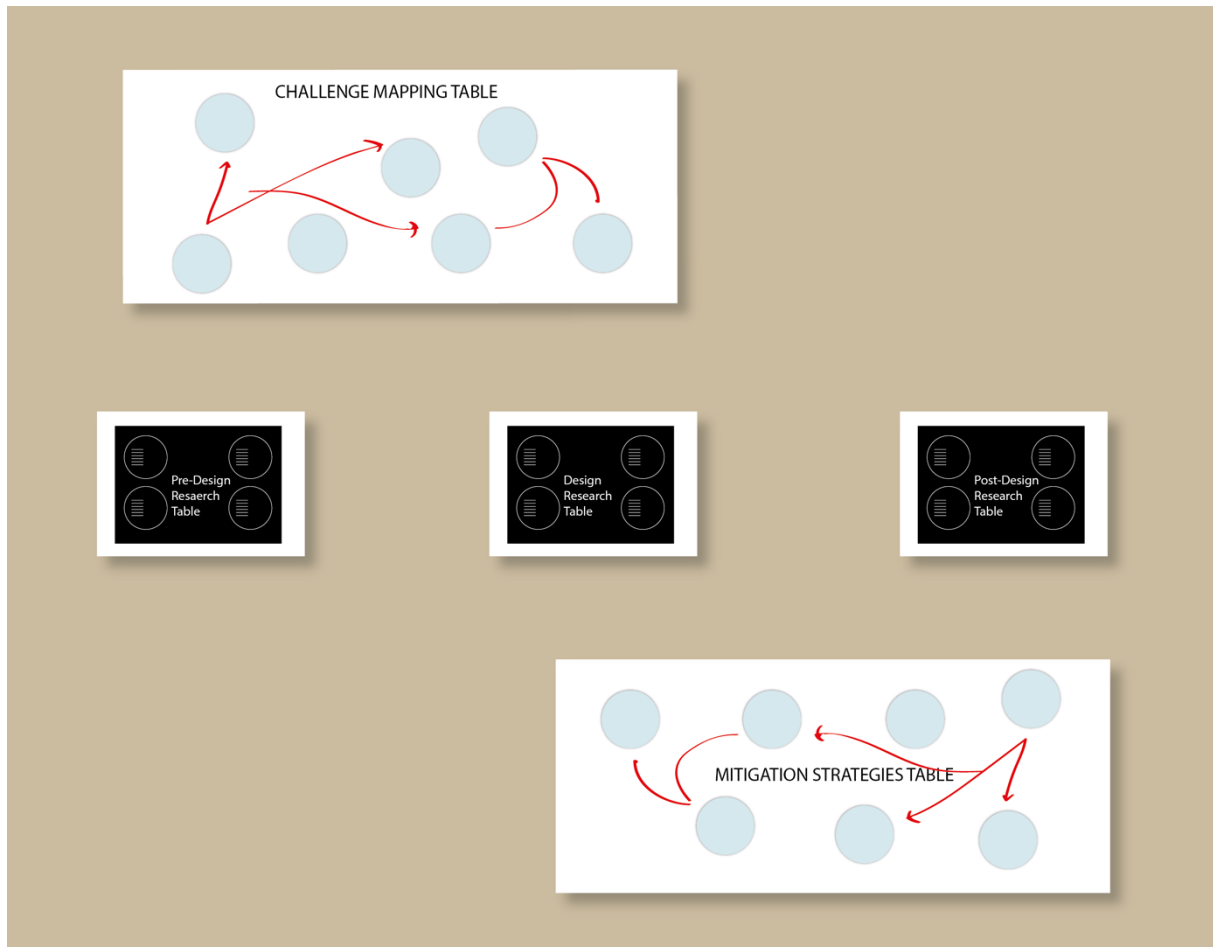 CHALLENGE MAPPING TABLE
Pre-Design
Resaerch
Table
Design
Research
Table
Post-Design
Research
Table
MITIGATION STRATEGIES TABLE